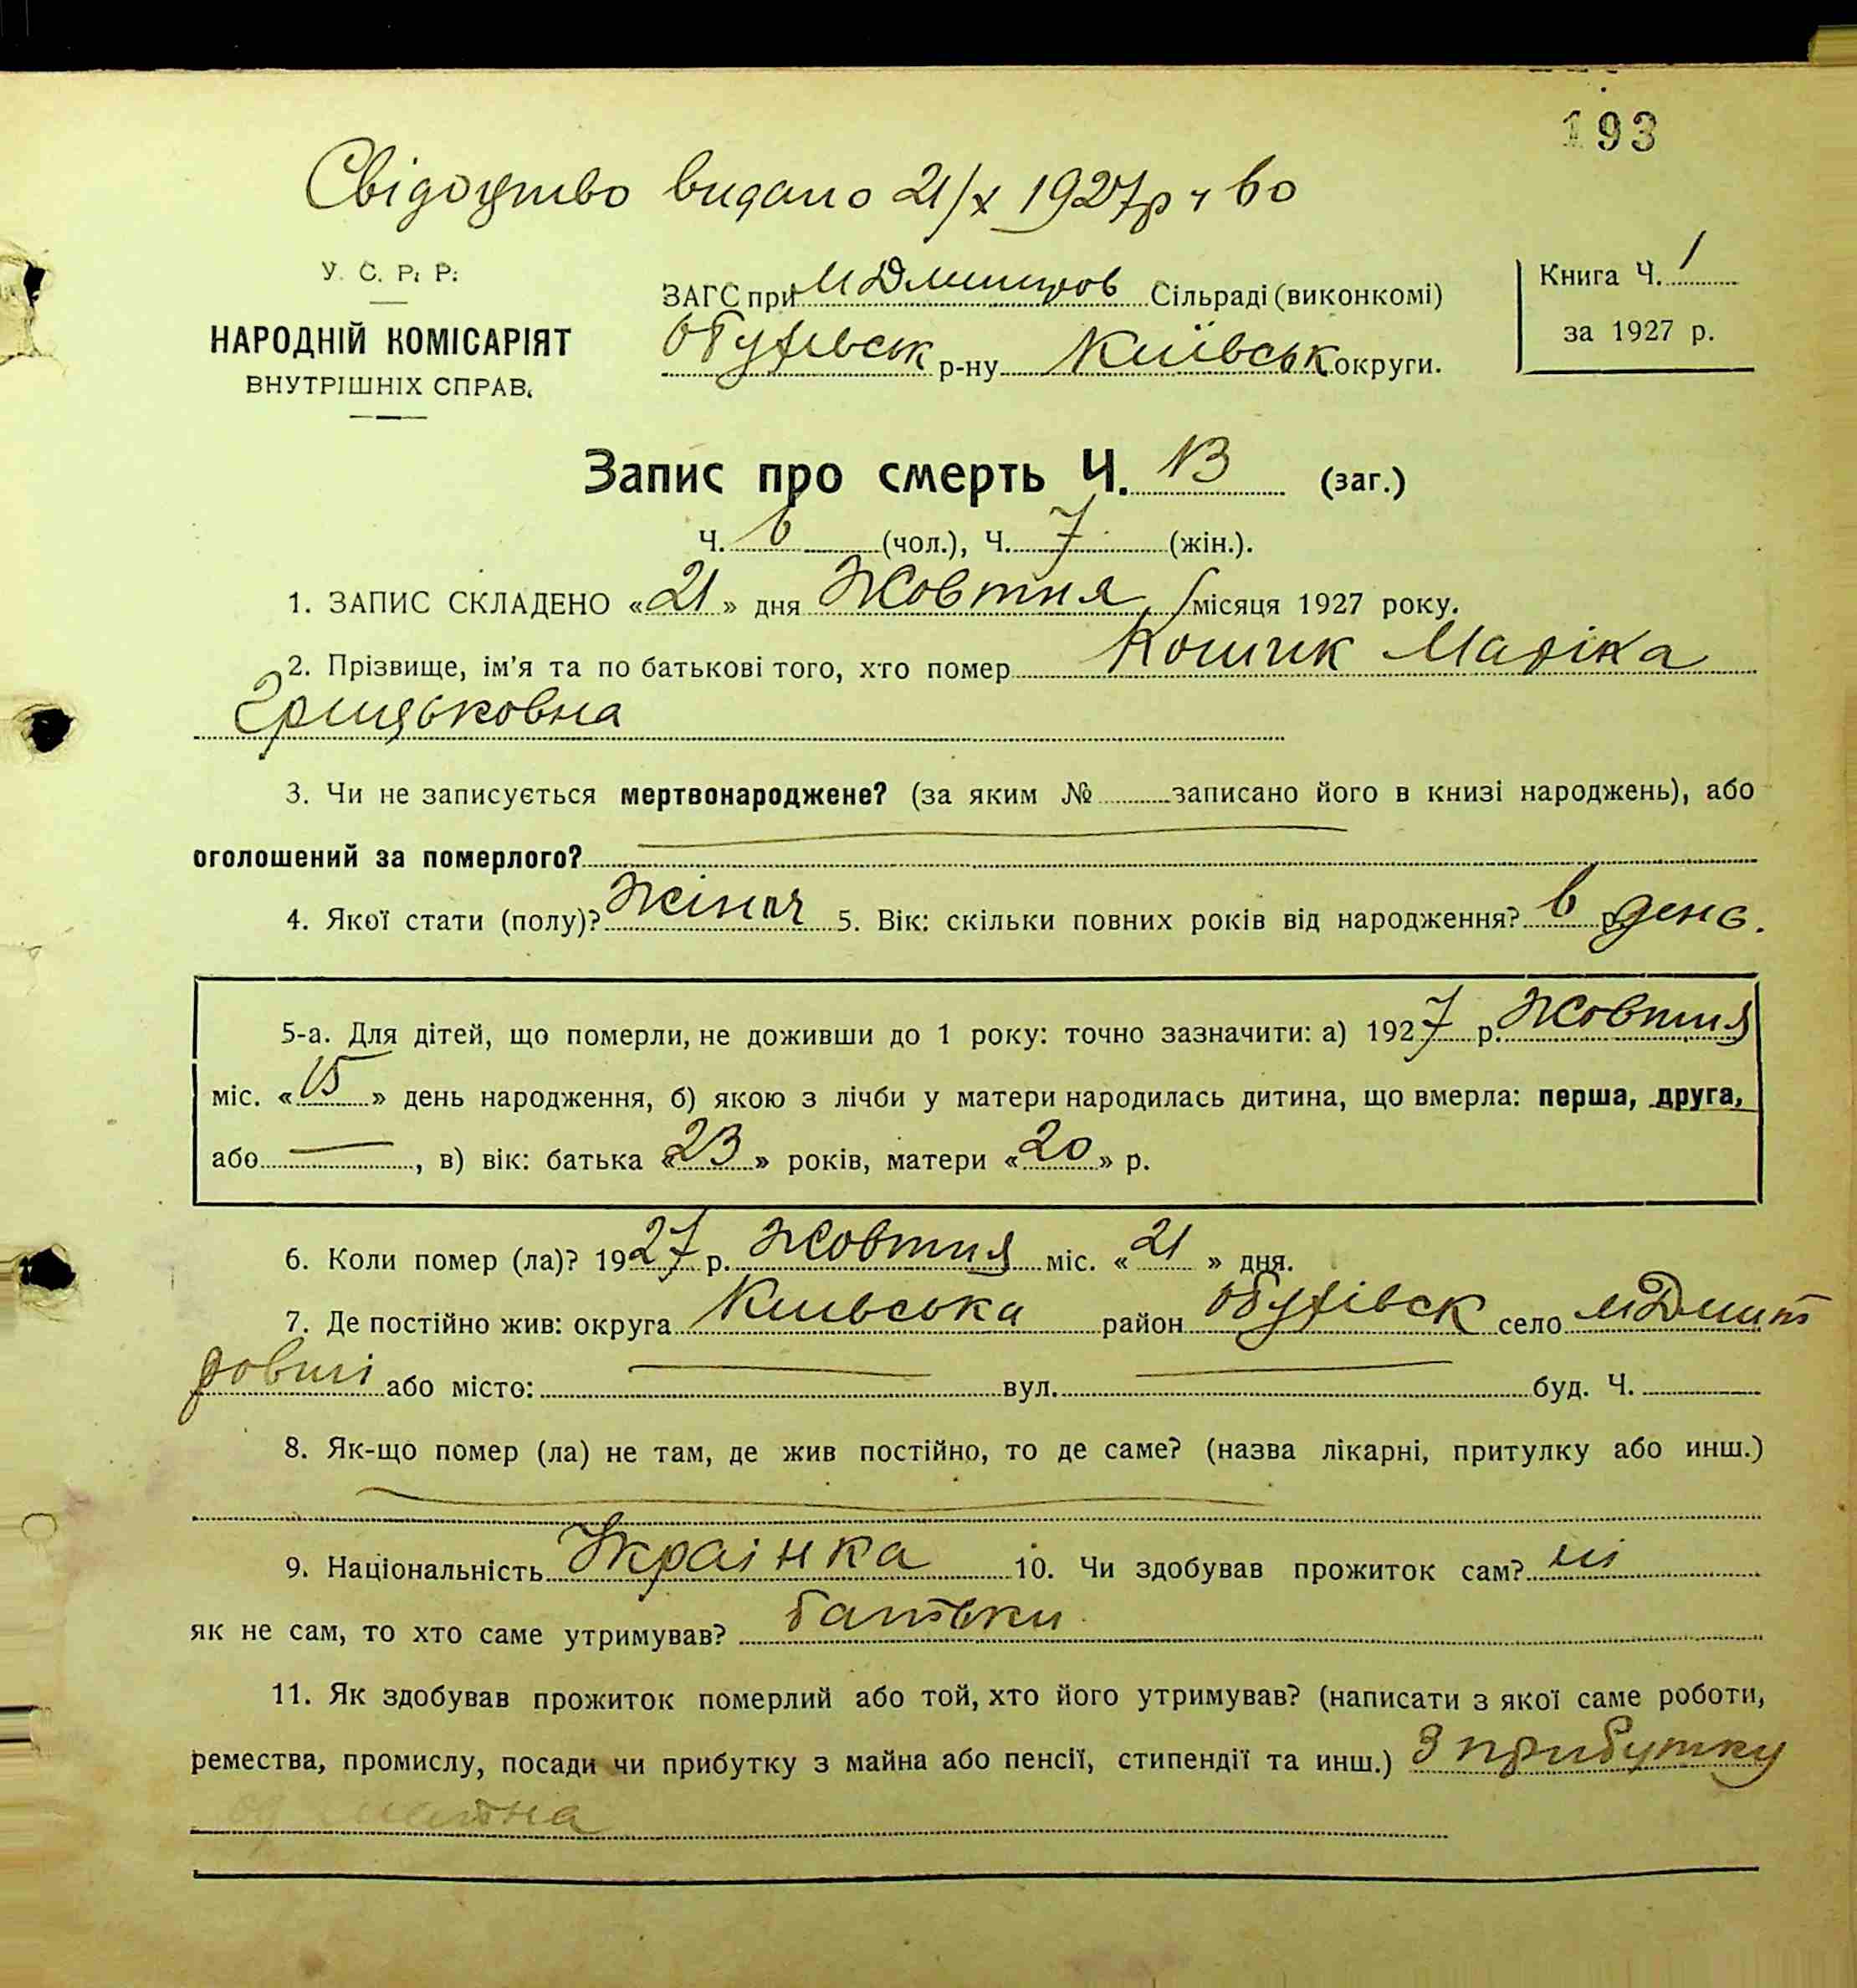 193
Свідоцтво видано 21/X 1927р ч 60
У. С. Р. Р.
НАРОДНІЙ КОМІСАРІЯТ
ВНУТРІШНІХ СПРАВ.
ЗАГС при М Дмитров Сільраді (виконкомі)
Обухівськ р-ну Київськ округи.
Книга Ч. 1
за 1927 р.
Запис про смерть Ч. 13 (заг.)
Ч. 6 (чол.), Ч. 7 (жін.).
1. ЗАПИС СКЛАДЕНО «21» дня Жовтня місяця 1927 року.
2. Прізвище, ім'я та по батькові того, хто помер Кошик Маріка
Грицьковна
3. Чи не записується мертвонароджене? (за яким № записано його в книзі народжень), або
оголошений за померлого?
4. Якої стати (полу)? Жіноч 5. Вік: скільки повних років від народження? 6 р. ден.
5-а. Для дітей, що померли, не доживши до 1 року: точно зазначити: а) 1927 р. Жовтня
міс. «15» день народження, б) якою з лічби у матери народилась дитина, що вмерла: перша, друга,
або —, в) вік: батька «23» років, матери «20» р.
6. Коли помер (ла)? 1927 р. Жовтня міс. «21» дня.
7. Де постійно жив: округа Київська район Обухівськ село М Дмит
ровці або місто: вул. буд. Ч.
8. Як-що помер (ла) не там, де жив постійно, то де саме? (назва лікарні, притулку або инш.)
9. Національність Украінка 10. Чи здобував прожиток сам? ні
як не сам, то хто саме утримував? батьки
11. Як здобував прожиток померлий або той, хто його утримував? (написати з якої саме роботи,
ремества, промислу, посади чи прибутку з майна або пенсії, стипендії та инш.) З прибутку
од майна